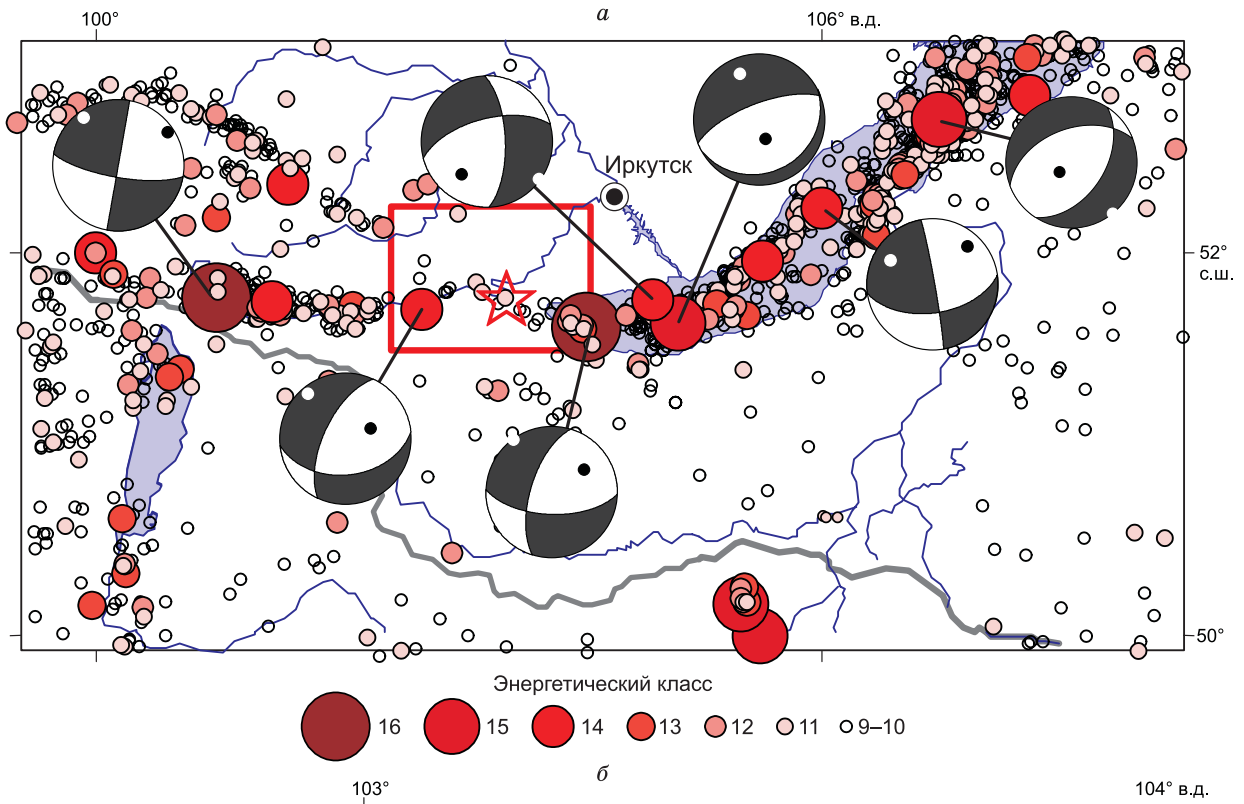 а
100° 106° в.д.
Иркутск
52°
с.ш.
50°
Энергетический класс
16 15 14 13 12 11 9–10
б
103° 104° в.д.